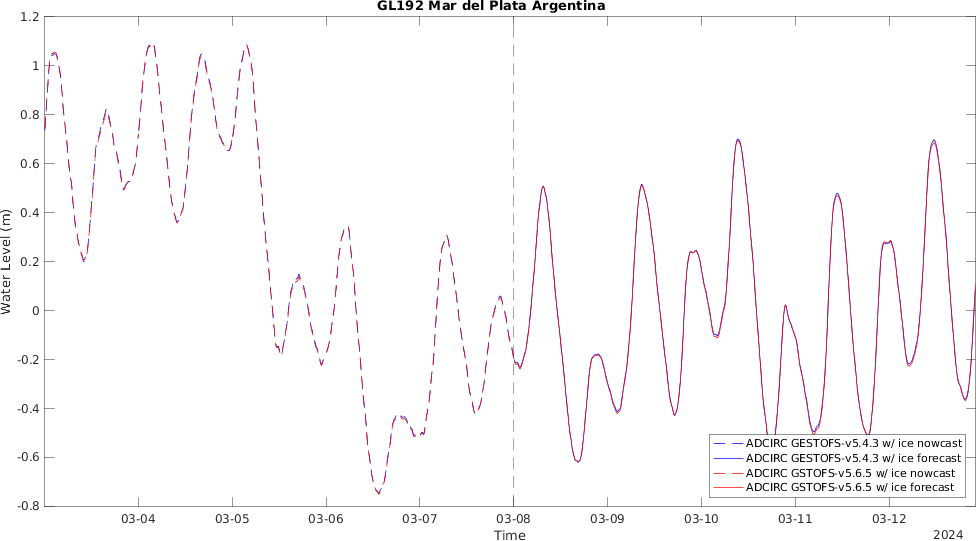 GL192 Mar del Plata Argentina
1.2
1
0.8
0.6
0.4
0.2
0
-0.2
-0.4
-0.6
-0.8
Water Level (m)
ADCIRC GESTOFS-v5.4.3 w/ ice nowcast
ADCIRC GESTOFS-v5.4.3 w/ ice forecast
ADCIRC GSTOFS-v5.6.5 w/ ice nowcast
ADCIRC GSTOFS-v5.6.5 w/ ice forecast
03-04 03-05 03-06 03-07 03-08 03-09 03-10 03-11 03-12
Time 2024